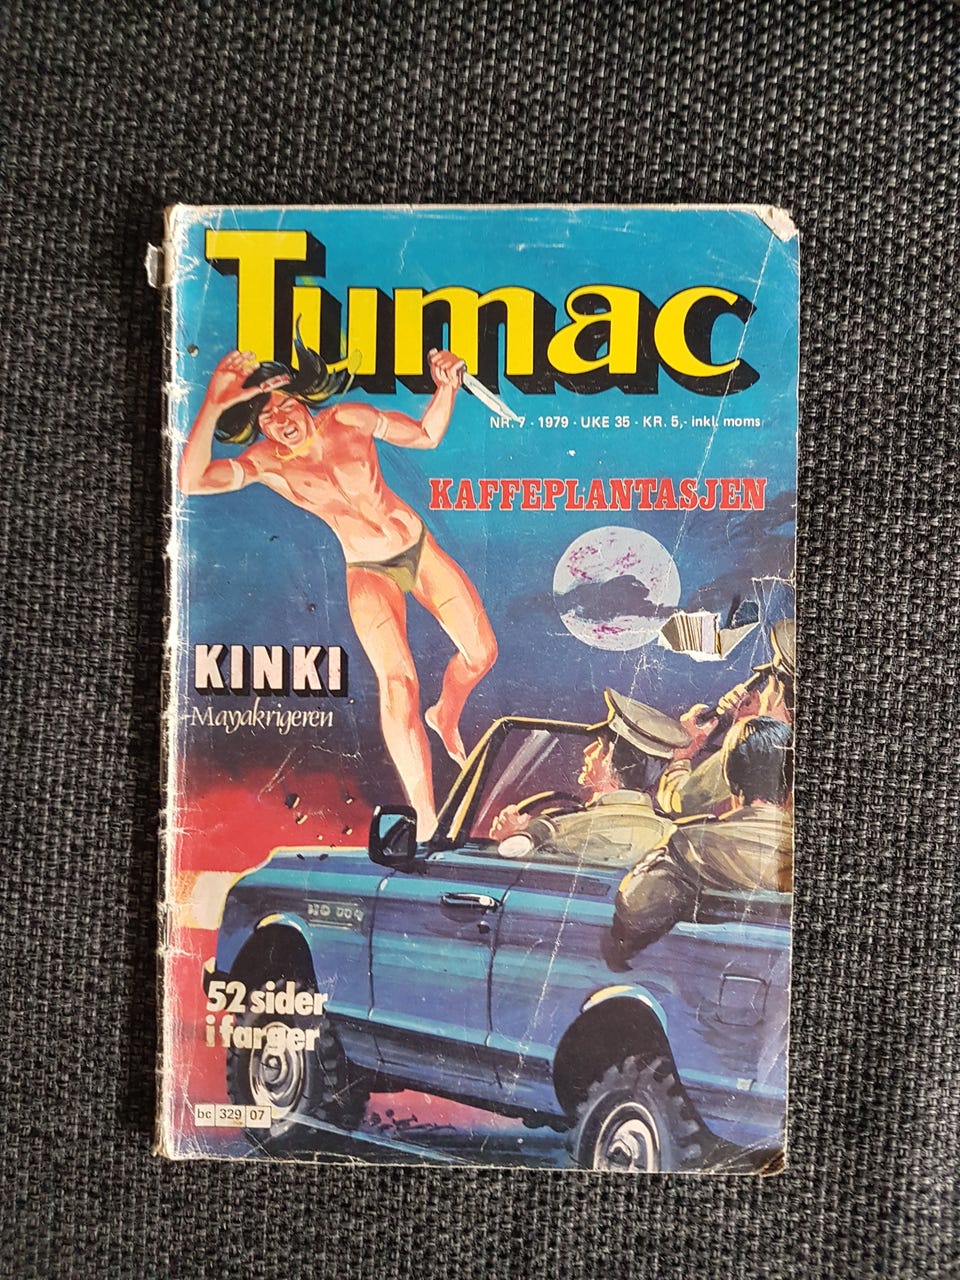 Tumac
NR. 7 - 1979 - UKE 35 - KR. 5,- inkl. moms
KAFFEPLANTASJEN
KINKI
Mayakrigeren
52 sider
i farger
bc 329 07